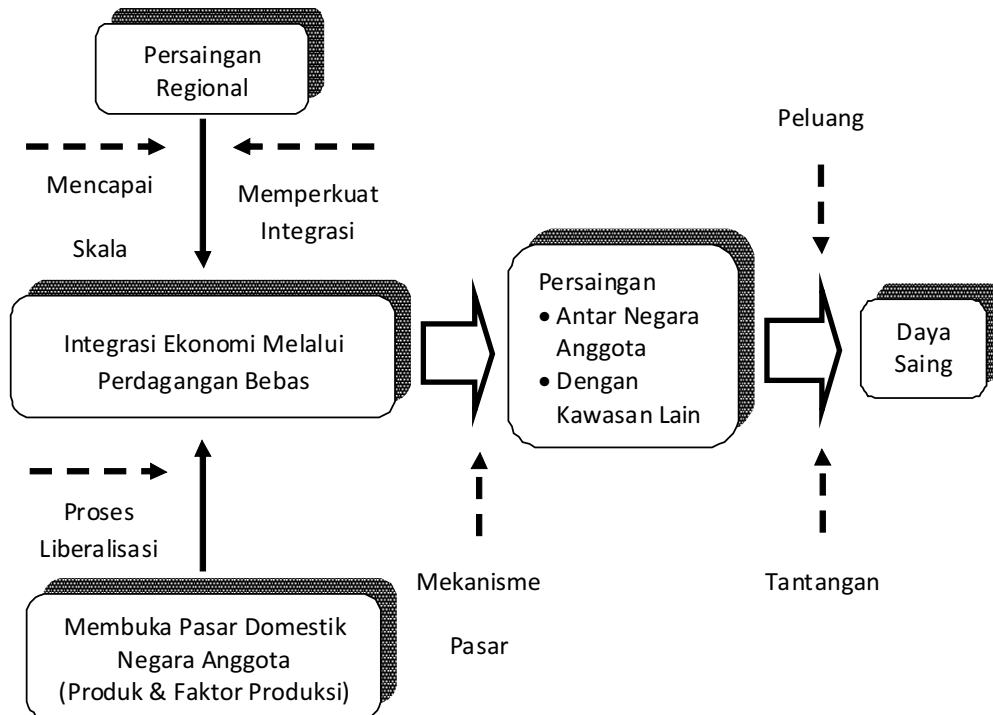 Persaingan
Regional
Peluang
Mencapai
Skala
Memperkuat
Integrasi
Integrasi Ekonomi Melalui
Perdagangan Bebas
Persaingan
• Antar Negara
Anggota
• Dengan
Kawasan Lain
Daya
Saing
Proses
Liberalisasi
Mekanisme
Pasar
Tantangan
Membuka Pasar Domestik
Negara Anggota
(Produk & Faktor Produksi)